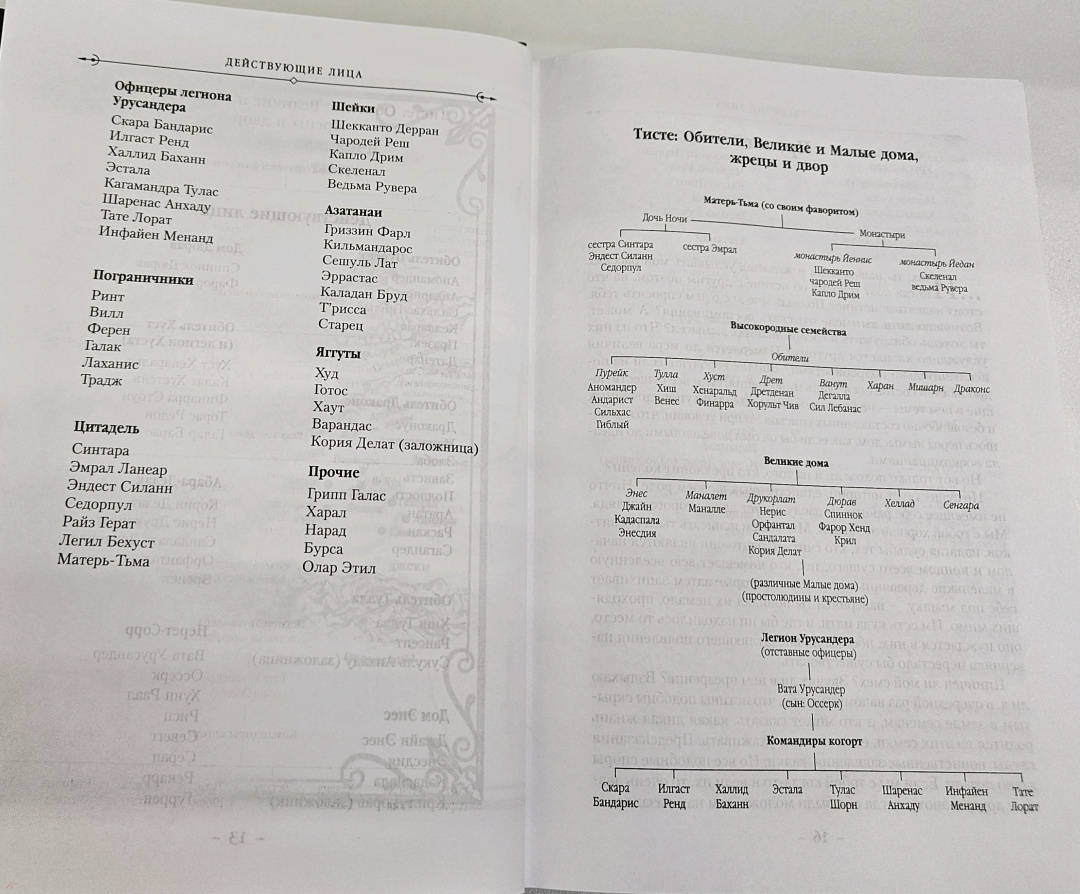 ДЕЙСТВУЮЩИЕ ЛИЦА
Офицеры легиона
Урусандера
Скара Бандарис
Илгаст Ренд
Халлид Баханн
Эстала
Кагамандра Тулас
Шаренас Анхаду
Тате Лорат
Инфайен Менанд
Пограничники
Ринт
Вилл
Ферен
Галак
Лаханис
Традж
Цитадель
Синтара
Эмрал Ланеар
Эндест Силанн
Седорпул
Райз Герат
Легил Бехуст
Матерь-Тьма
Шейки
Шекканто Дерран
Чародей Реш
Капло Дрим
Скеленал
Ведьма Рувера
Азатанаи
Гриззин Фарл
Кильмандарос
Сешуль Лат
Эррастас
Каладан Бруд
Т'рисса
Старец
Яггуты
Худ
Готос
Хаут
Варандас
Кория Делат (заложница)
Прочие
Грипп Галас
Харал
Нарад
Бурса
Олар Этил
Тисте: Обители, Великие и Малые дома,
жрецы и двор
Матерь-Тьма (со своим фаворитом)
Дочь Ночи
Монастыри
сестра Синтара
Эндест Силанн
Седорпул
сестра Эмрал
монастырь Йеннис
Шекканто
чародей Реш
Капло Дрим
монастырь Йедан
Скеленал
ведьма Рувера
Высокородные семейства
Обители
Пурейк
Аномандер
Андарист
Сильхас
Гиблый
Тулла
Хиш
Венес
Хуст
Хенаральд
Финарра
Дрет
Дретденан
Хорульт Чив
Ванут
Дегалла
Сил Лебанас
Харан
Мишарн
Драконс
Великие дома
Энес
Джайн
Кадаспала
Энесдия
Маналет
Маналле
Друкорлат
Нерис
Орфантал
Сандалата
Кория Делат
Дюрав
Спиннок
Фарор Хенд
Крил
Хеллад
Сенгара
(различные Малые дома)
(простолюдины и крестьяне)
Легион Урусандера
(отставные офицеры)
Вата Урусандер
(сын: Оссерк)
Командиры когорт
Скара
Бандарис
Илгаст
Ренд
Халлид
Баханн
Эстала
Тулас
Шорн
Шаренас
Анхаду
Инфайен
Менанд
Тате
Лорат